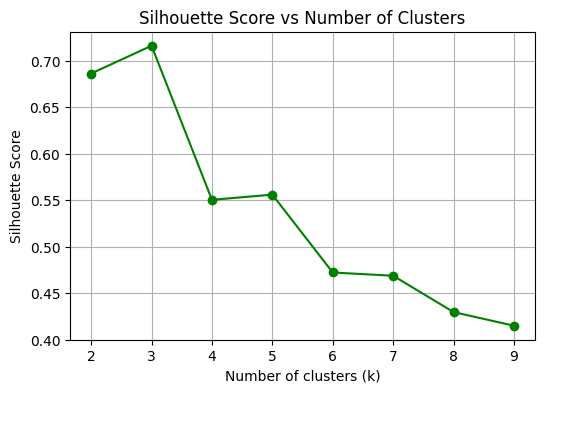 Silhouette Score vs Number of Clusters
Silhouette Score
0.70
0.65
0.60
0.55
0.50
0.45
0.40
2 3 4 5 6 7 8 9
Number of clusters (k)